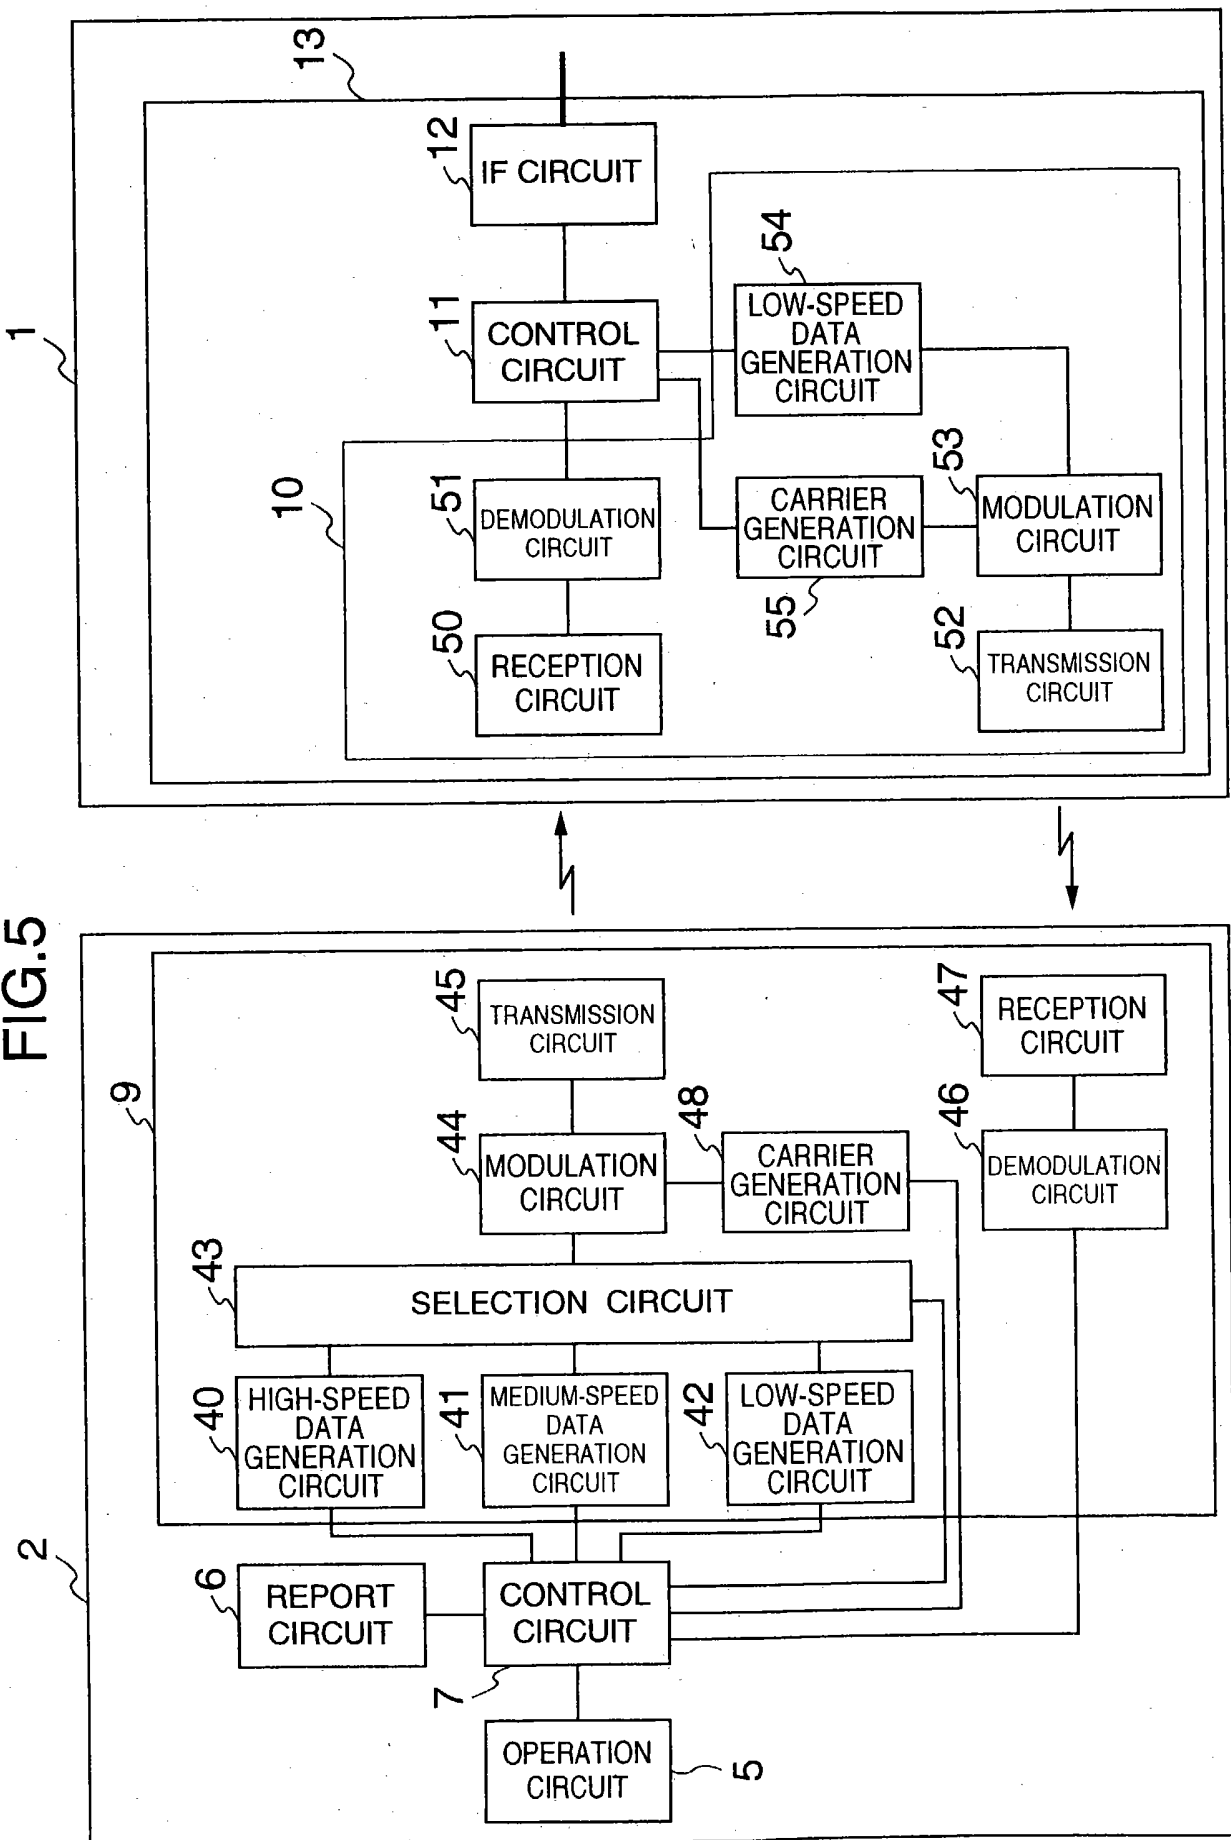 FIG.5
2
9
6
REPORT
CIRCUIT
5
OPERATION
CIRCUIT
7
CONTROL
CIRCUIT
40
HIGH-SPEED
DATA
GENERATION
CIRCUIT
41
MEDIUM-SPEED
DATA
GENERATION
CIRCUIT
42
LOW-SPEED
DATA
GENERATION
CIRCUIT
43
SELECTION CIRCUIT
44
MODULATION
CIRCUIT
45
TRANSMISSION
CIRCUIT
48
CARRIER
GENERATION
CIRCUIT
46
DEMODULATION
CIRCUIT
47
RECEPTION
CIRCUIT
1
13
10
50
RECEPTION
CIRCUIT
51
DEMODULATION
CIRCUIT
11
CONTROL
CIRCUIT
12
IF CIRCUIT
55
CARRIER
GENERATION
CIRCUIT
54
LOW-SPEED
DATA
GENERATION
CIRCUIT
52
TRANSMISSION
CIRCUIT
53
MODULATION
CIRCUIT